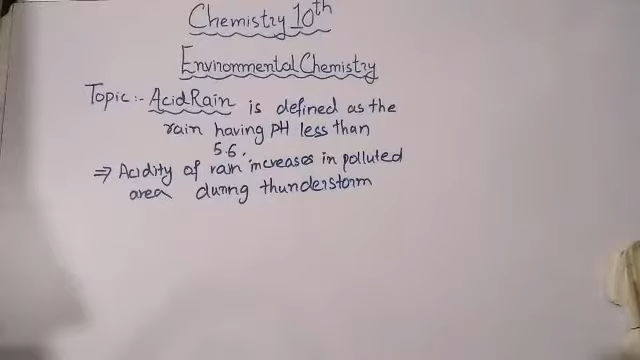 Chemistry 10th
Environmental Chemistry
Topic:- Acid Rain is defined as the
rain having pH less than
5.6.
⇒ Acidity of rain increases in polluted
area during thunderstorm